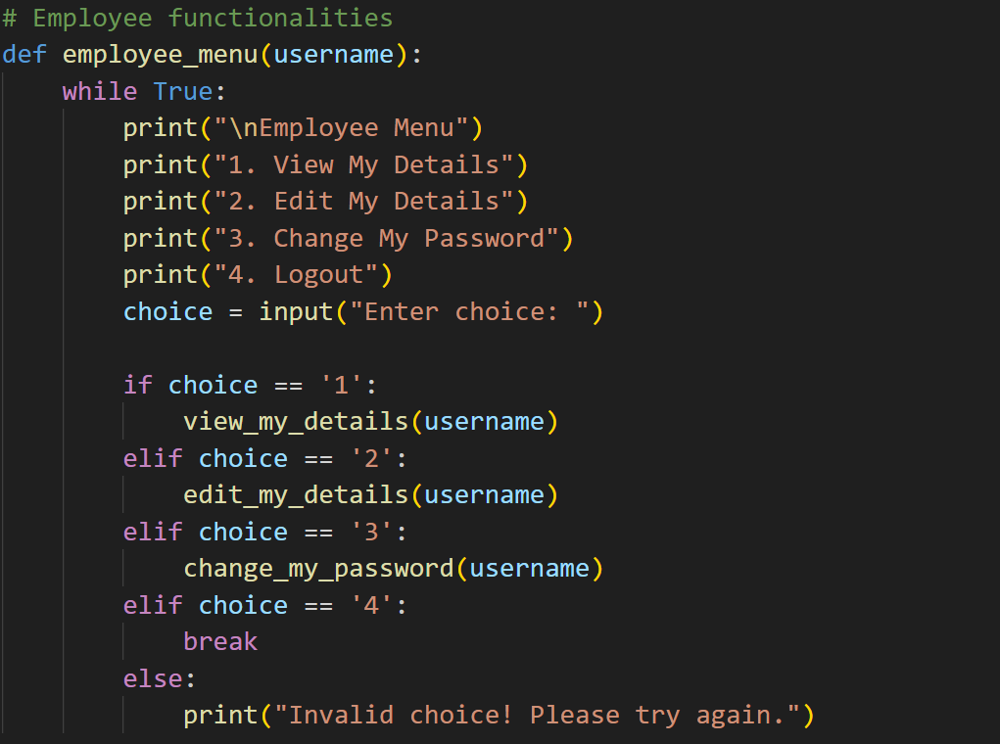 # Employee functionalities
def employee_menu(username):
    while True:
        print("\nEmployee Menu")
        print("1. View My Details")
        print("2. Edit My Details")
        print("3. Change My Password")
        print("4. Logout")
        choice = input("Enter choice: ")

        if choice == '1':
            view_my_details(username)
        elif choice == '2':
            edit_my_details(username)
        elif choice == '3':
            change_my_password(username)
        elif choice == '4':
            break
        else:
            print("Invalid choice! Please try again.")